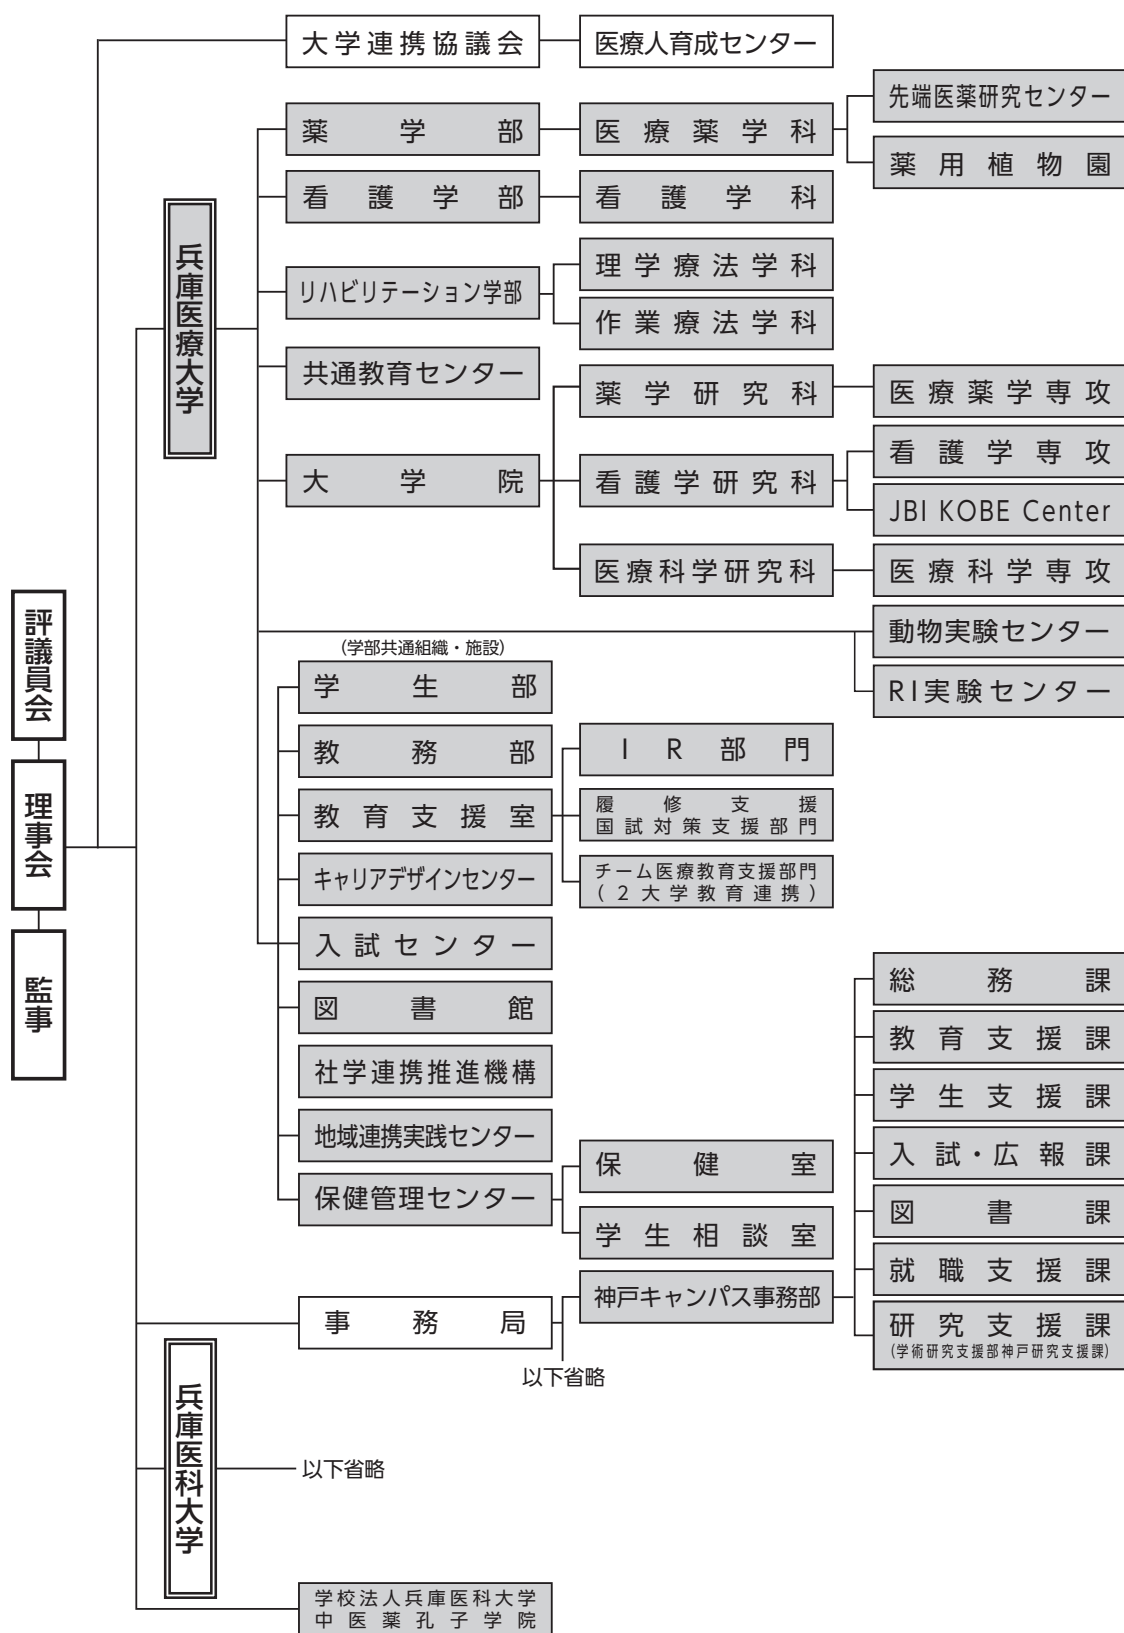 大学連携協議会
医療人育成センター
先端医薬研究センター
薬学部
医療薬学科
薬用植物園
看護学部
看護学科
兵庫医療大学
理学療法学科
リハビリテーション学部
作業療法学科
共通教育センター
薬学研究科
医療薬学専攻
看護学専攻
大学院
看護学研究科
JBI KOBE Center
医療科学研究科
医療科学専攻
評議員会
理事会
監事
動物実験センター
RI実験センター
(学部共通組織・施設)
学生部
教務部
IR部門
教育支援室
履修支援
国試対策支援部門
キャリアデザインセンター
チーム医療教育支援部門
(2大学教育連携)
入試センター
図書館
社学連携推進機構
地域連携実践センター
保健管理センター
保健室
学生相談室
事務局
神戸キャンパス事務部
以下省略
総務課
教育支援課
学生支援課
入試・広報課
図書課
就職支援課
研究支援課
(学術研究支援部神戸研究支援課)
兵庫医科大学
以下省略
学校法人兵庫医科大学
中医薬孔子学院